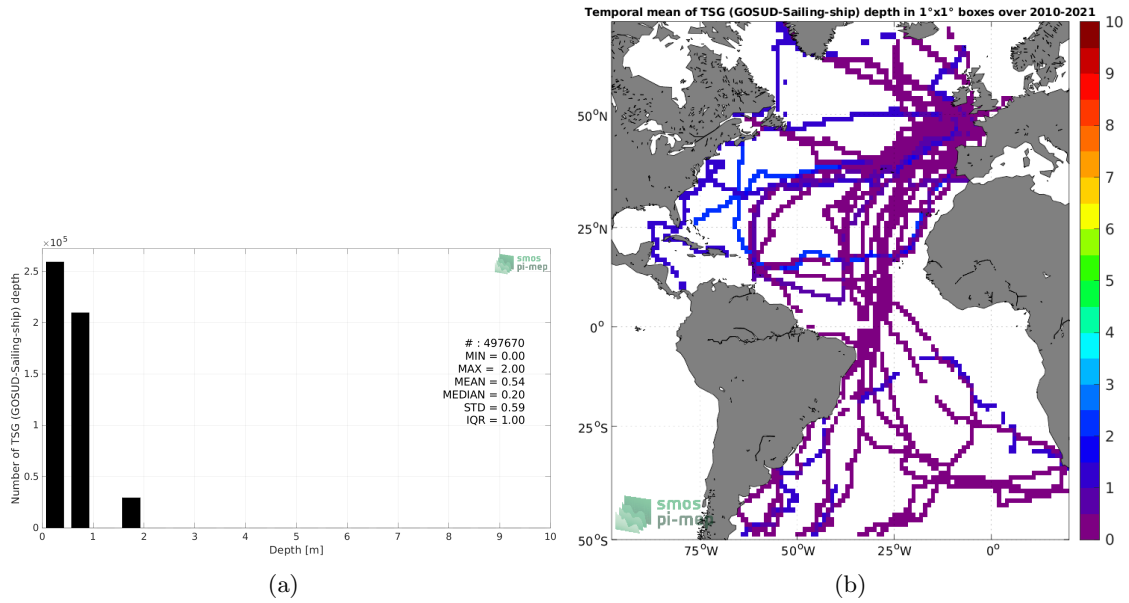 Temporal mean of TSG (GOSUD-Sailing-ship) depth in 1°x1° boxes over 2010-2021
×10⁵
Number of TSG (GOSUD-Sailing-ship) depth
2.5
2
1.5
1
0.5
0
smos
pi-mep
# : 497670
MIN = 0.00
MAX = 2.00
MEAN = 0.54
MEDIAN = 0.20
STD = 0.59
IQR = 1.00
0 1 2 3 4 5 6 7 8 9 10
Depth [m]
(a)
50°N
25°N
0°
25°S
50°S
75°W 50°W 25°W 0°
smos
pi-mep
10
9
8
7
6
5
4
3
2
1
0
(b)